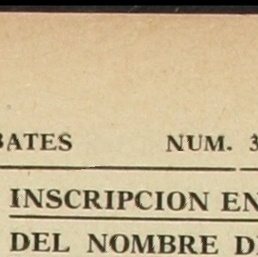 BATES NUM. 3
INSCRIPCION EN
DEL NOMBRE D